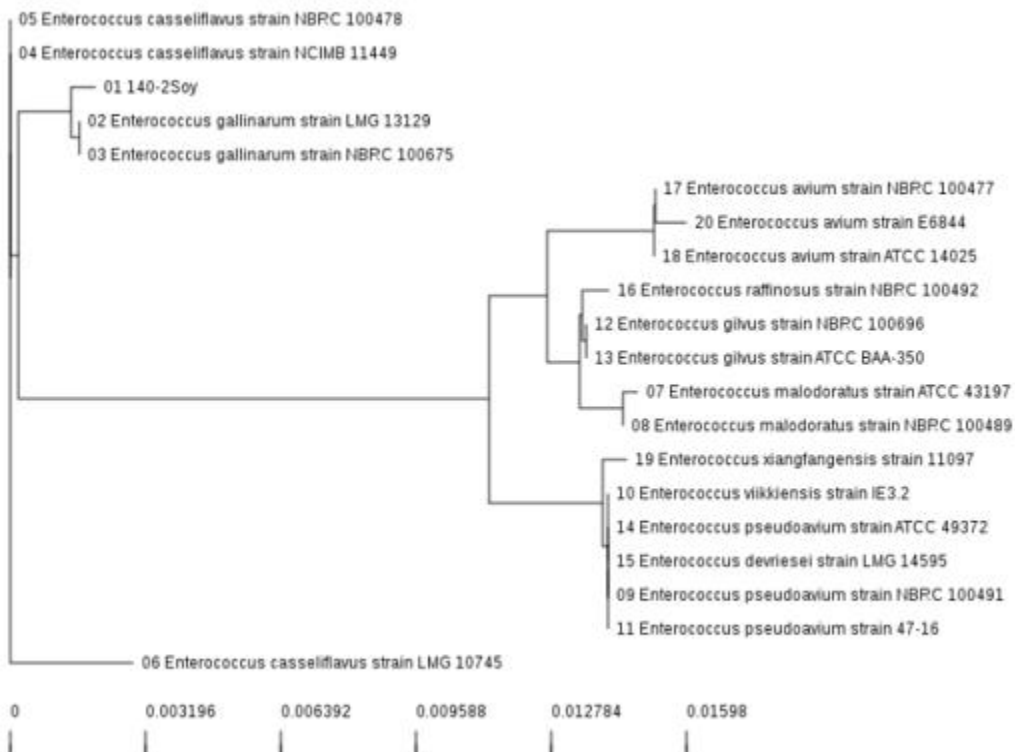 05 Enterococcus casseliflavus strain NBRC 100478
04 Enterococcus casseliflavus strain NCIMB 11449
01 140-2Soy
02 Enterococcus gallinarum strain LMG 13129
03 Enterococcus gallinarum strain NBRC 100675
17 Enterococcus avium strain NBRC 100477
20 Enterococcus avium strain E6844
18 Enterococcus avium strain ATCC 14025
16 Enterococcus raffinosus strain NBRC 100492
12 Enterococcus gilvus strain NBRC 100696
13 Enterococcus gilvus strain ATCC BAA-350
07 Enterococcus malodoratus strain ATCC 43197
08 Enterococcus malodoratus strain NBRC 100489
19 Enterococcus xiangfangensis strain 11097
10 Enterococcus viikkiensis strain IE3.2
14 Enterococcus pseudoavium strain ATCC 49372
15 Enterococcus devriesei strain LMG 14595
09 Enterococcus pseudoavium strain NBRC 100491
11 Enterococcus pseudoavium strain 47-16
06 Enterococcus casseliflavus strain LMG 10745
0 0.003196 0.006392 0.009588 0.012784 0.01598